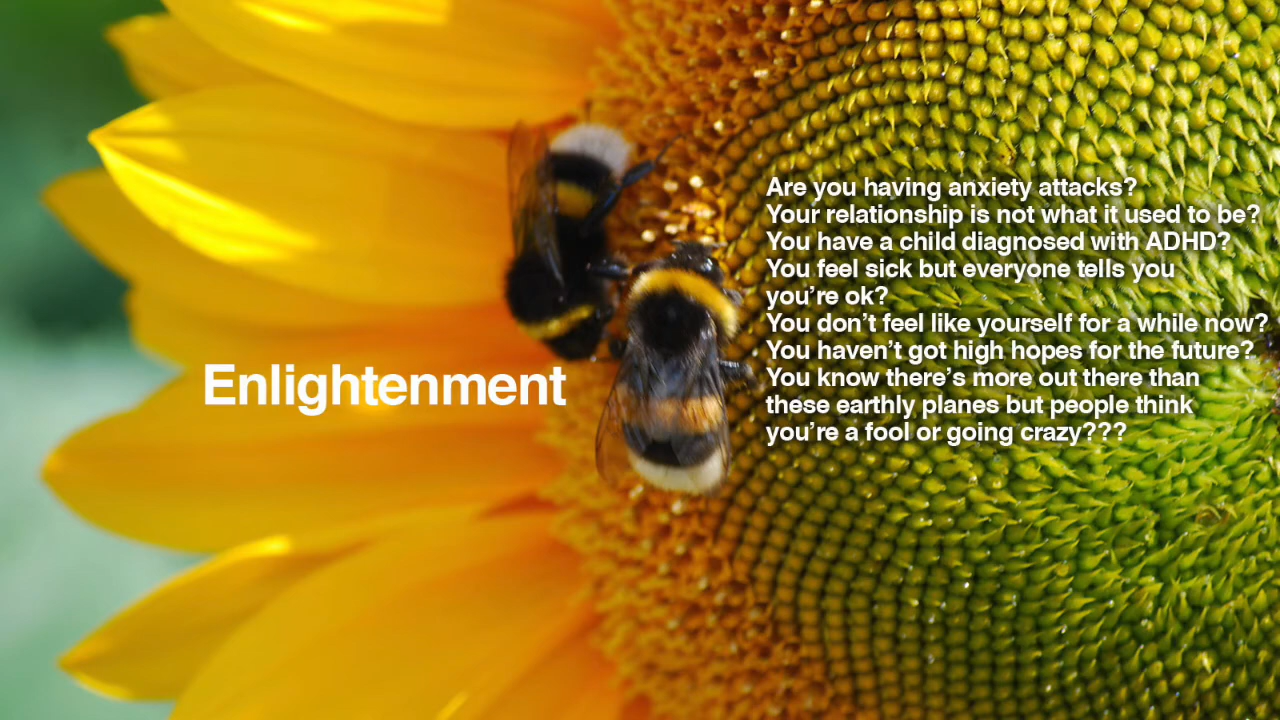 Enlightenment
Are you having anxiety attacks?
Your relationship is not what it used to be?
You have a child diagnosed with ADHD?
You feel sick but everyone tells you
you're ok?
You don't feel like yourself for a while now?
You haven't got high hopes for the future?
You know there's more out there than
these earthly planes but people think
you're a fool or going crazy???